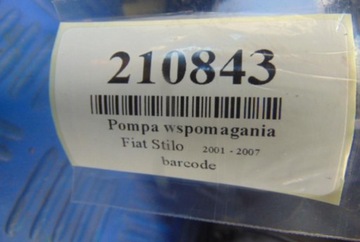 210843
Pompa wspomagania
Fiat Stilo 2001 - 2007
barcode